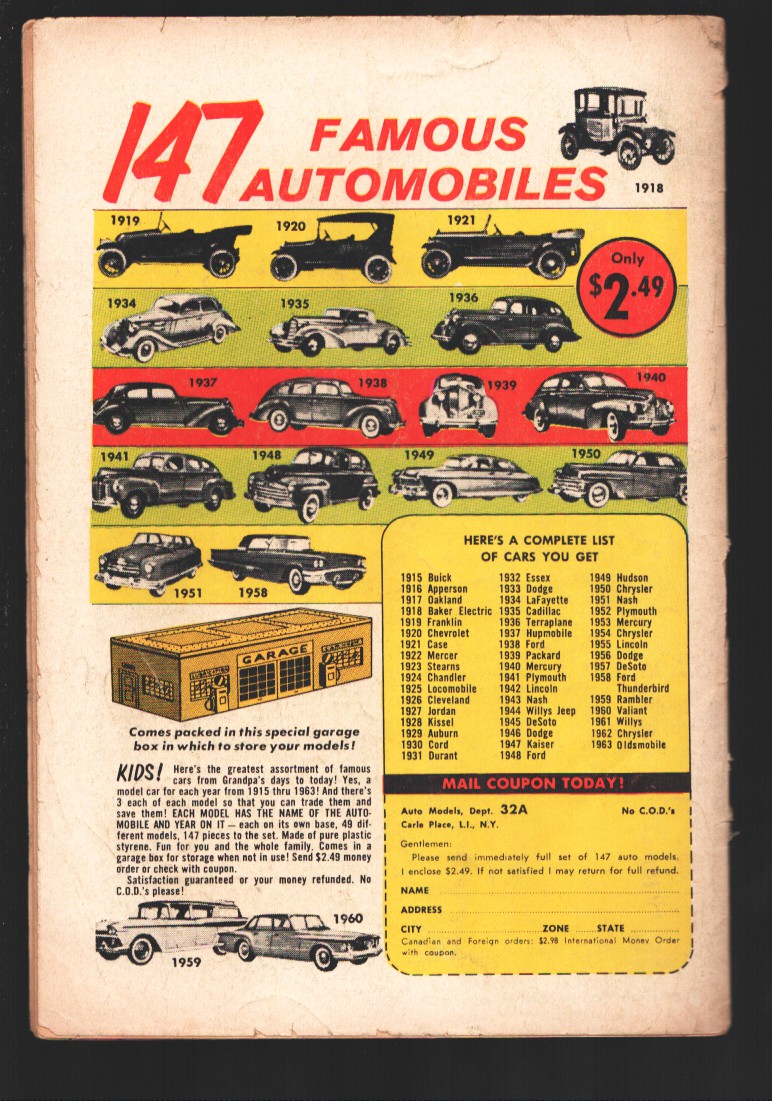 147 FAMOUS
AUTOMOBILES
1918
1919
1920
1921
Only
$2.49
1934
1935
1936
1937
1938
1939
1940
1941
1948
1949
1950
1951
1958
GARAGE
Comes packed in this special garage
box in which to store your models!
KIDS! Here's the greatest assortment of famous
cars from Grandpa's days to today! Yes, a
model car for each year from 1915 thru 1963! And there's
3 each of each model so that you can trade them and
save them! EACH MODEL HAS THE NAME OF THE AUTO-
MOBILE AND YEAR ON IT — each on its own base, 49 dif-
ferent models, 147 pieces to the set. Made of pure plastic
styrene. Fun for you and the whole family. Comes in a
garage box for storage when not in use! Send $2.49 money
order or check with coupon.
Satisfaction guaranteed or your money refunded. No
C.O.D.'s please!
1959
1960
HERE'S A COMPLETE LIST
OF CARS YOU GET
1915 Buick
1916 Apperson
1917 Oakland
1918 Baker Electric
1919 Franklin
1920 Chevrolet
1921 Case
1922 Mercer
1923 Stearns
1924 Chandler
1925 Locomobile
1926 Cleveland
1927 Jordan
1928 Kissel
1929 Auburn
1930 Cord
1931 Durant
1932 Essex
1933 Dodge
1934 LaFayette
1935 Cadillac
1936 Terraplane
1937 Hupmobile
1938 Ford
1939 Packard
1940 Mercury
1941 Plymouth
1942 Lincoln
1943 Nash
1944 Willys Jeep
1945 DeSoto
1946 Dodge
1947 Kaiser
1948 Ford
1949 Hudson
1950 Chrysler
1951 Nash
1952 Plymouth
1953 Mercury
1954 Chrysler
1955 Lincoln
1956 Dodge
1957 DeSoto
1958 Ford
Thunderbird
1959 Rambler
1960 Valiant
1961 Willys
1962 Chrysler
1963 Oldsmobile
MAIL COUPON TODAY!
Auto Models, Dept. 32A No C.O.D.'s
Carle Place, L.I., N.Y.
Gentlemen:
Please send immediately full set of 147 auto models.
I enclose $2.49. If not satisfied I may return for full refund.
NAME
ADDRESS
CITY ZONE STATE
Canadian and Foreign orders: $2.98 International Money Order
with coupon.